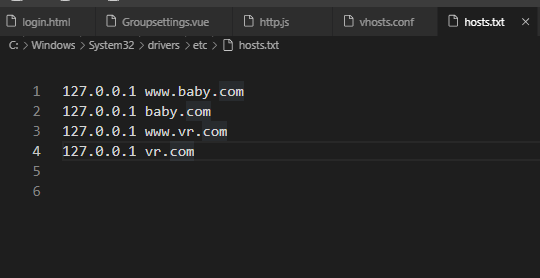 login.html Groupsettings.vue http.js vhosts.conf hosts.txt
C: > Windows > System32 > drivers > etc > hosts.txt
1 127.0.0.1 www.baby.com
2 127.0.0.1 baby.com
3 127.0.0.1 www.vr.com
4 127.0.0.1 vr.com
5
6